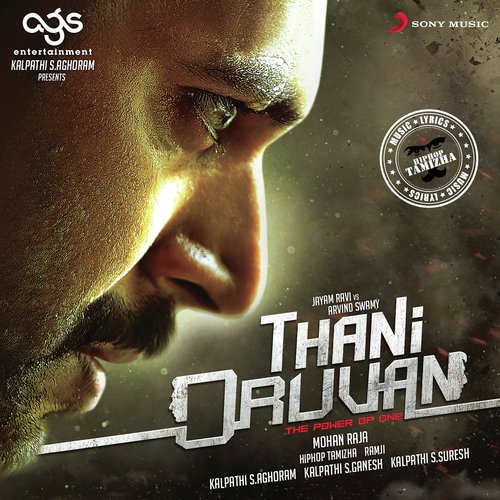 ags
entertainment
KALPATHI S.AGHORAM
PRESENTS
SONY MUSIC
MUSIC LYRICS
HIPHOP
TAMIZHA
MUSIC LYRICS
JAYAM RAVI vs
ARVIND SWAMY
THANi
ORUVAN
THE POWER OF ONE
MOHAN RAJA
HIPHOP TAMIZHA RAMJI
KALPATHI S.AGHORAM KALPATHI S.GANESH KALPATHI S.SURESH